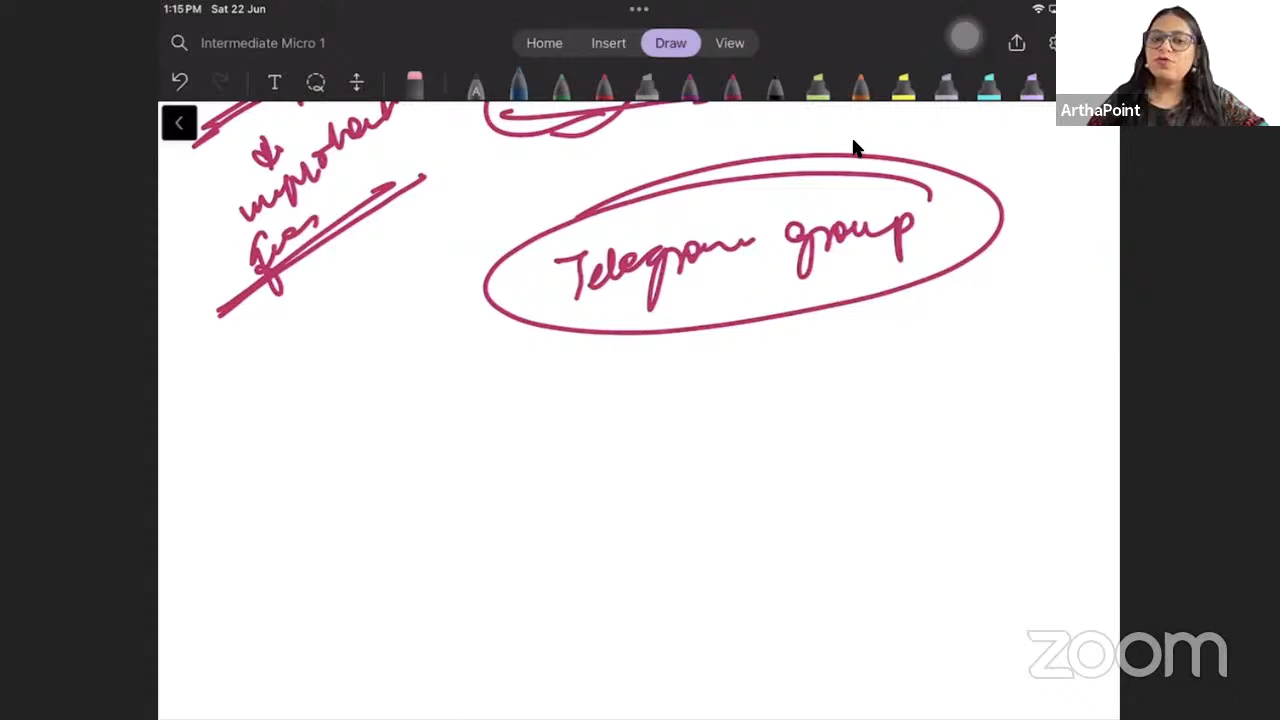 1:15 PM Sat 22 Jun
Intermediate Micro 1
Home Insert Draw View
T
A
ArthaPoint
&
Telegram group
zoom